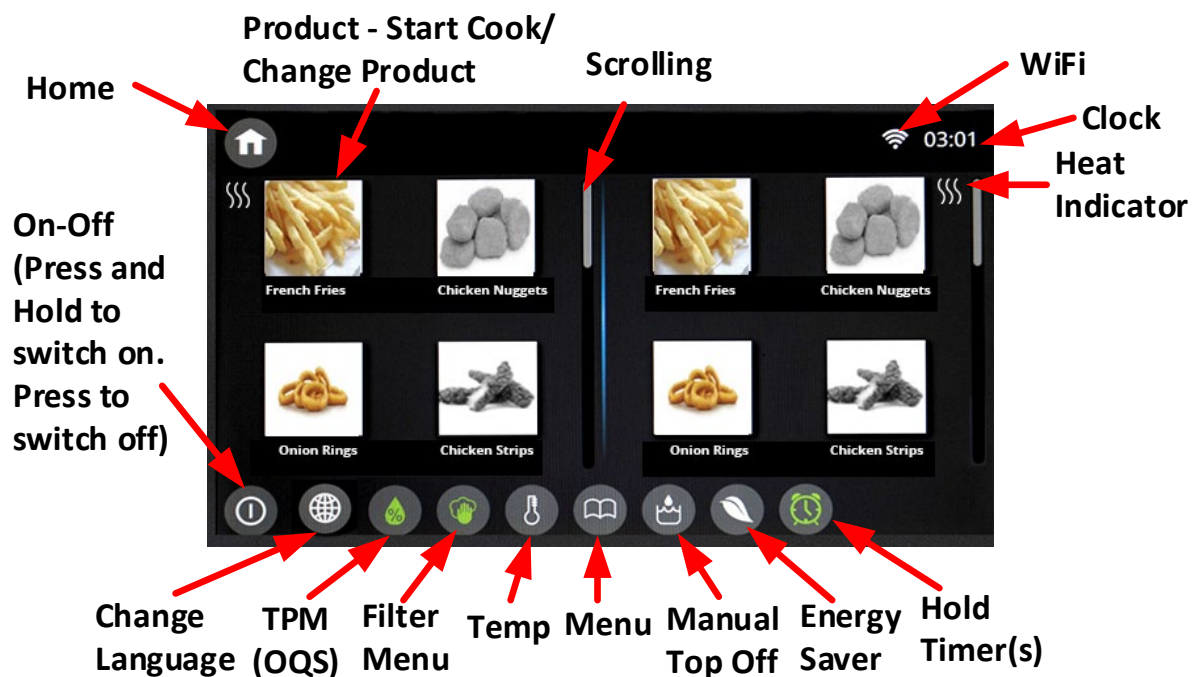 Product - Start Cook/
Change Product
Scrolling
WiFi
Home
Clock
03:01
Heat
Indicator
On-Off
(Press and
Hold to
switch on.
Press to
switch off)
French Fries
Chicken Nuggets
French Fries
Chicken Nuggets
Onion Rings
Chicken Strips
Onion Rings
Chicken Strips
%
Change
Language
TPM
(OQS)
Filter
Menu
Temp
Menu
Manual
Top Off
Energy
Saver
Hold
Timer(s)